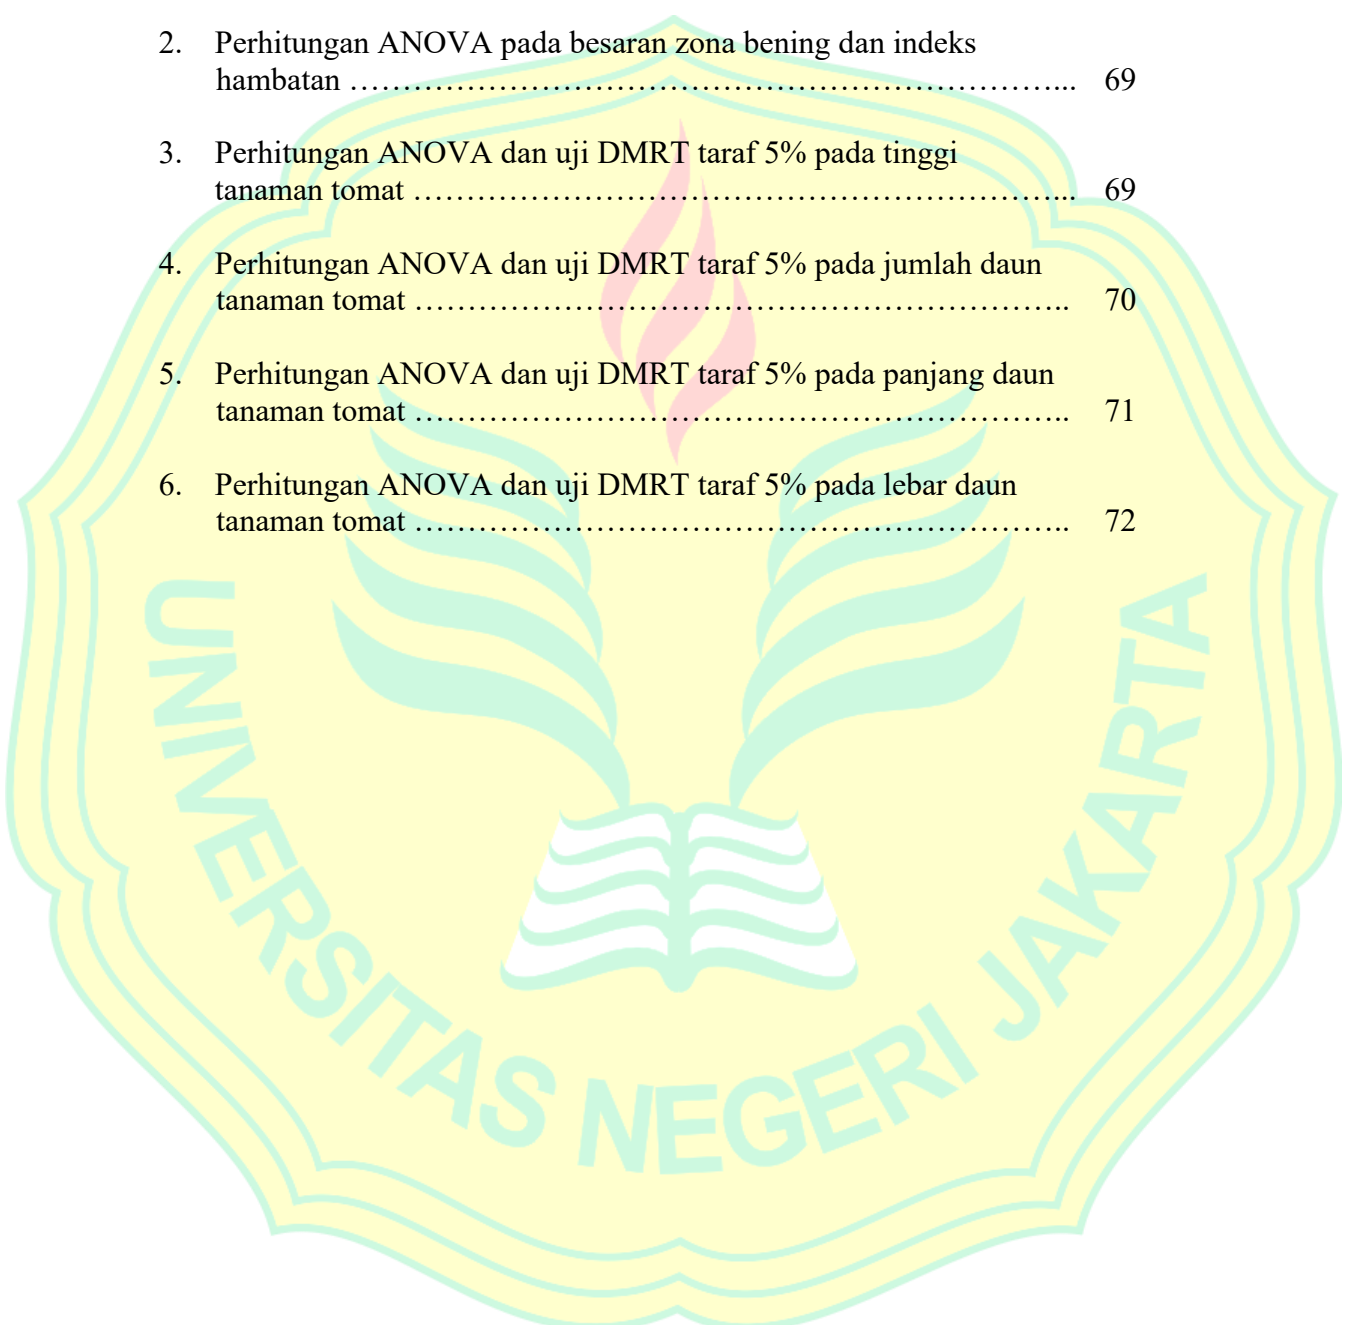 2. Perhitungan ANOVA pada besaran zona bening dan indeks
hambatan ………………………………………………………... 69
3. Perhitungan ANOVA dan uji DMRT taraf 5% pada tinggi
tanaman tomat …………………………………………………... 69
4. Perhitungan ANOVA dan uji DMRT taraf 5% pada jumlah daun
tanaman tomat ………………………………………………….. 70
5. Perhitungan ANOVA dan uji DMRT taraf 5% pada panjang daun
tanaman tomat ………………………………………………….. 71
6. Perhitungan ANOVA dan uji DMRT taraf 5% pada lebar daun
tanaman tomat ………………………………………………….. 72
UNIVERSITAS NEGERI JAKARTA